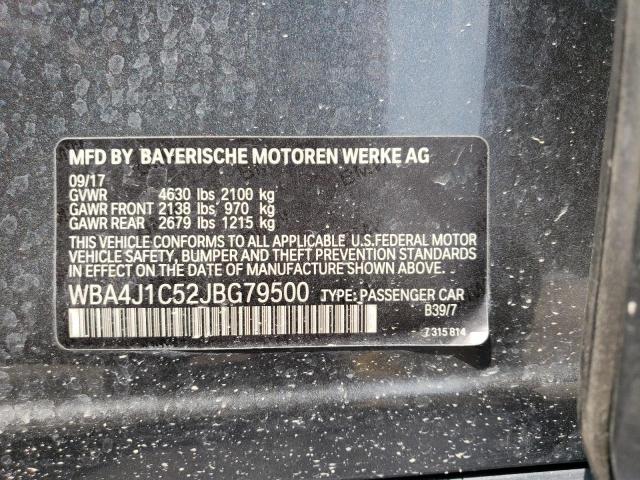 MFD BY BAYERISCHE MOTOREN WERKE AG
09/17
GVWR 4630 lbs 2100 kg
GAWR FRONT 2138 lbs 970 kg
GAWR REAR 2679 lbs 1215 kg
THIS VEHICLE CONFORMS TO ALL APPLICABLE U.S.FEDERAL MOTOR
VEHICLE SAFETY, BUMPER AND THEFT PREVENTION STANDARDS
IN EFFECT ON THE DATE OF MANUFACTURE SHOWN ABOVE.
WBA4J1C52JBG79500 TYPE: PASSENGER CAR
B39/7
7 315 814